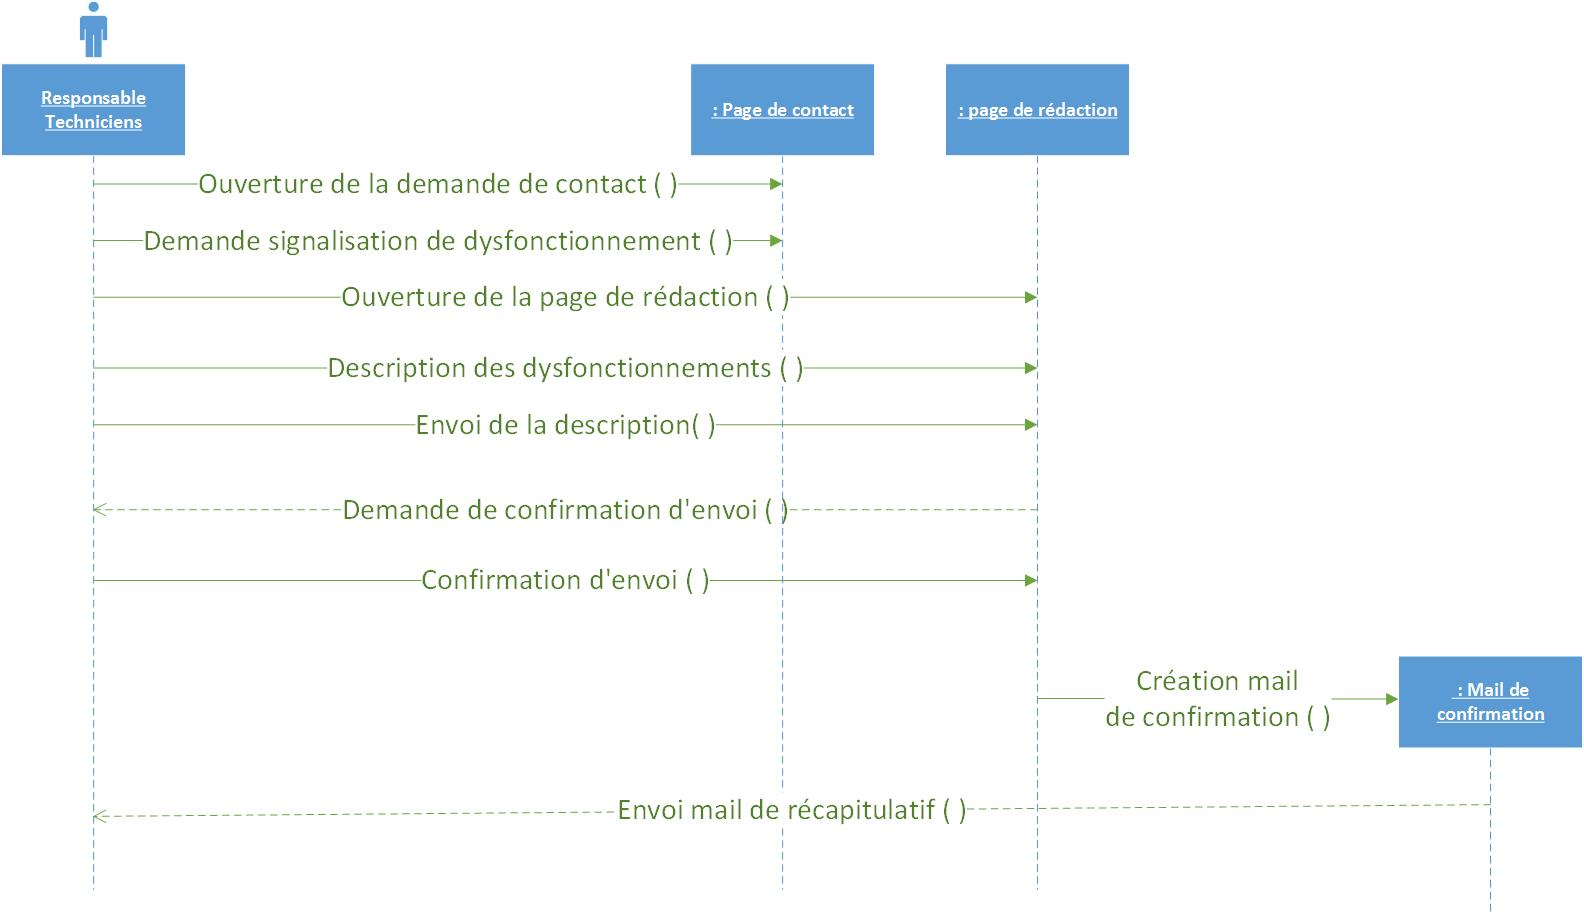 Responsable
Techniciens
: Page de contact
: page de rédaction
Ouverture de la demande de contact ( )
Demande signalisation de dysfonctionnement ( )
Ouverture de la page de rédaction ( )
Description des dysfonctionnements ( )
Envoi de la description( )
Demande de confirmation d'envoi ( )
Confirmation d'envoi ( )
Création mail
de confirmation ( )
: Mail de
confirmation
Envoi mail de récapitulatif ( )